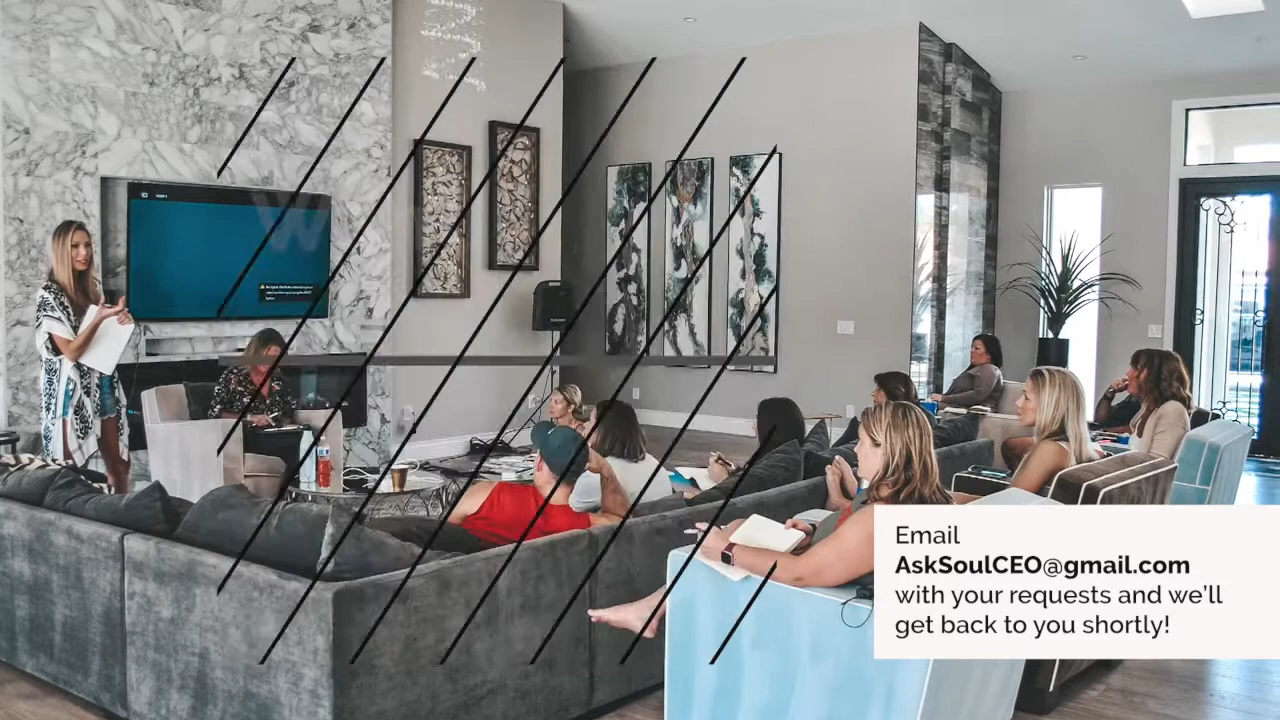 W
Email
AskSoulCEO@gmail.com
with your requests and we'll
get back to you shortly!